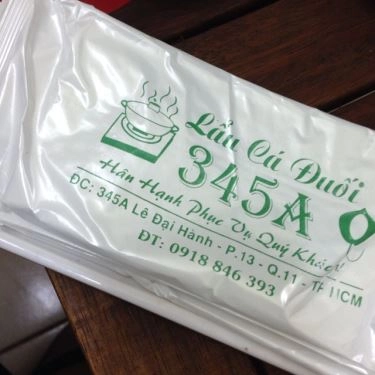 Lẩu Cá Đuối
345A
Hân Hạnh Phục Vụ Quý Khách
ĐC: 345A Lê Đại Hành - P.13 - Q.11 - TP HCM
ĐT: 0918 846 393